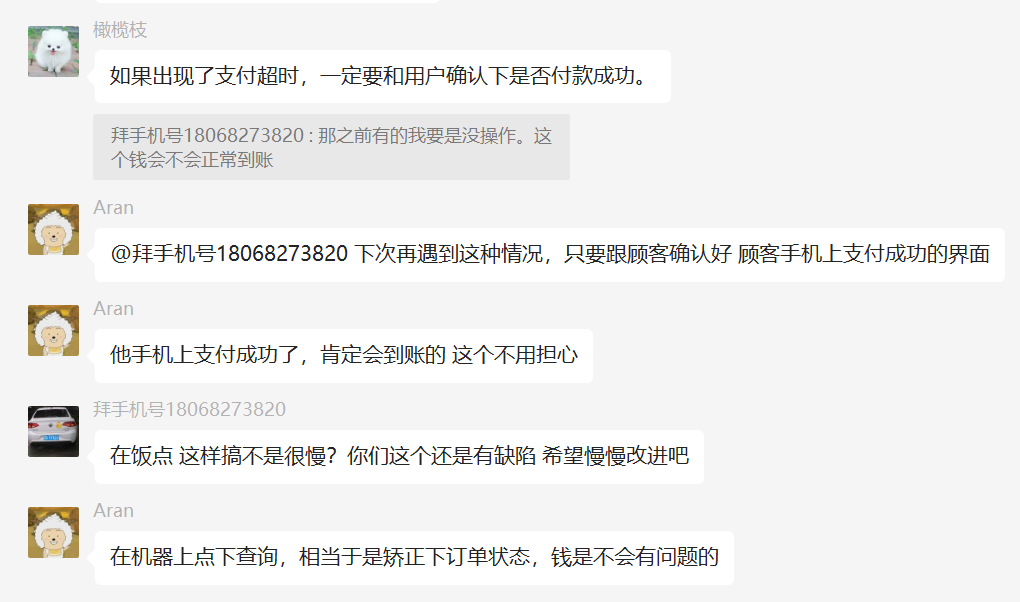 橄榄枝
如果出现了支付超时，一定要和用户确认下是否付款成功。
拜手机号18068273820 : 那之前有的我要是没操作。这
个钱会不会正常到账
Aran
@拜手机号18068273820 下次再遇到这种情况，只要跟顾客确认好 顾客手机上支付成功的界面
Aran
他手机上支付成功了，肯定会到账的 这个不用担心
拜手机号18068273820
在饭点 这样搞不是很慢？你们这个还是有缺陷 希望慢慢改进吧
Aran
在机器上点下查询，相当于是矫正下订单状态，钱是不会有问题的